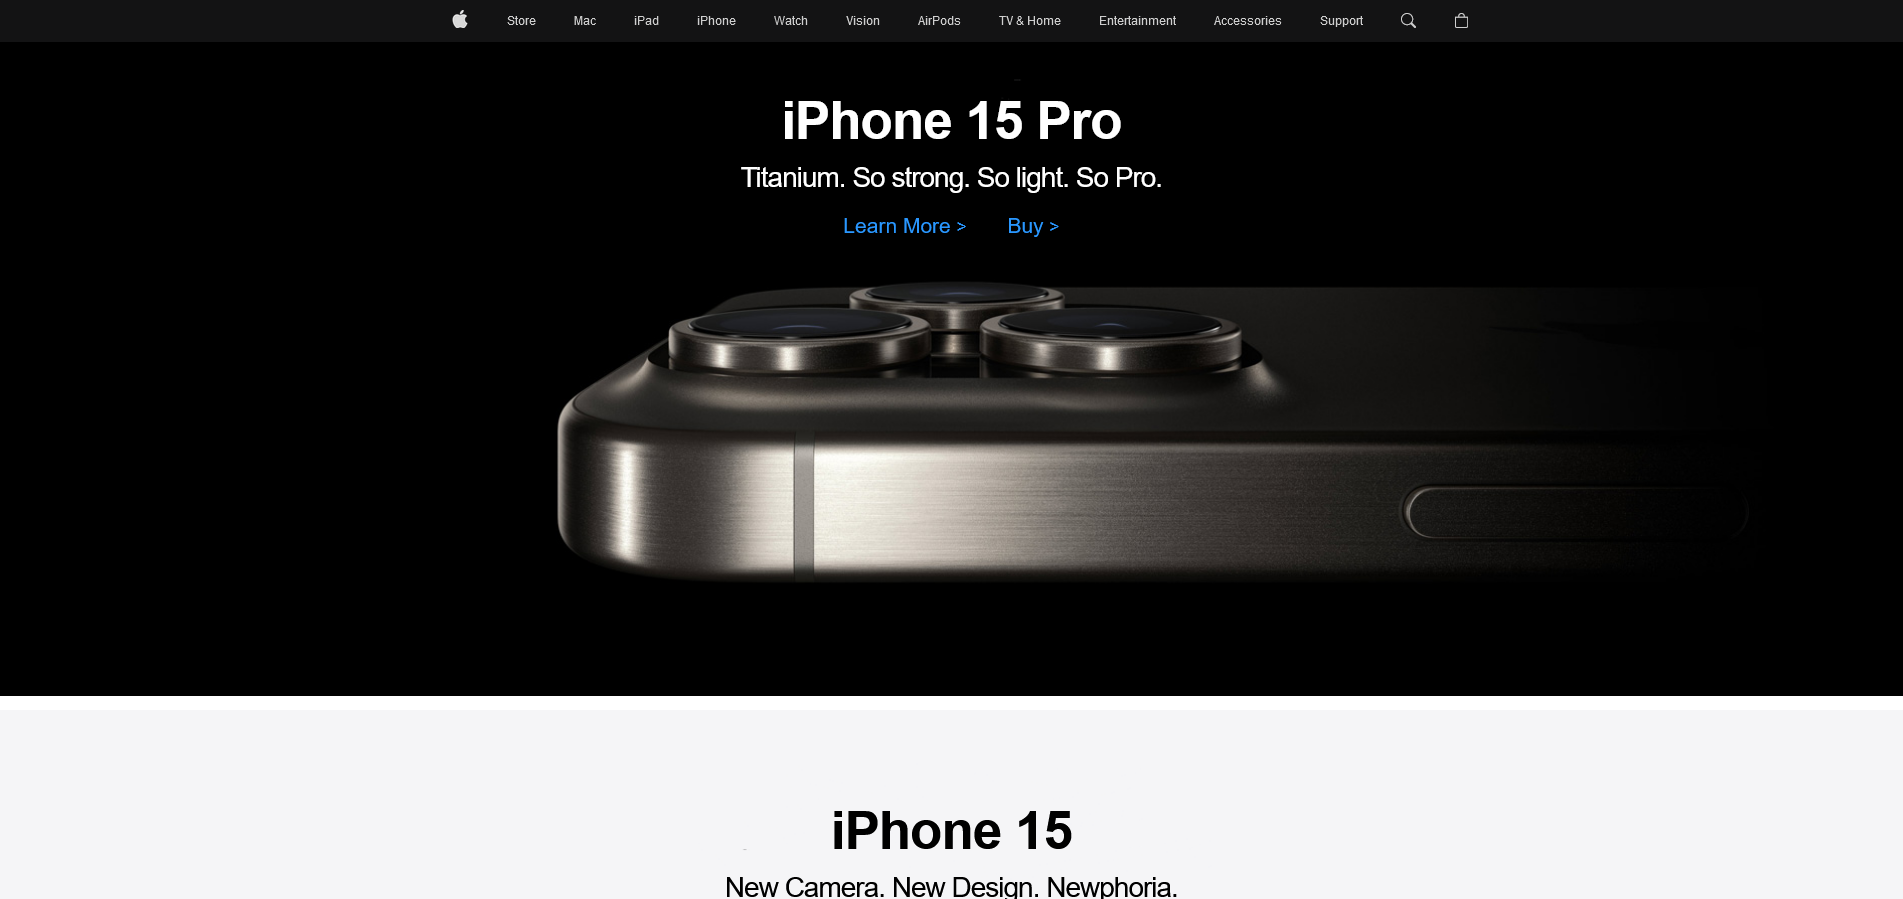 Store Mac iPad iPhone Watch Vision AirPods TV & Home Entertainment Accessories Support
iPhone 15 Pro
Titanium. So strong. So light. So Pro.
Learn More > Buy >
iPhone 15
New Camera. New Design. Newphoria.